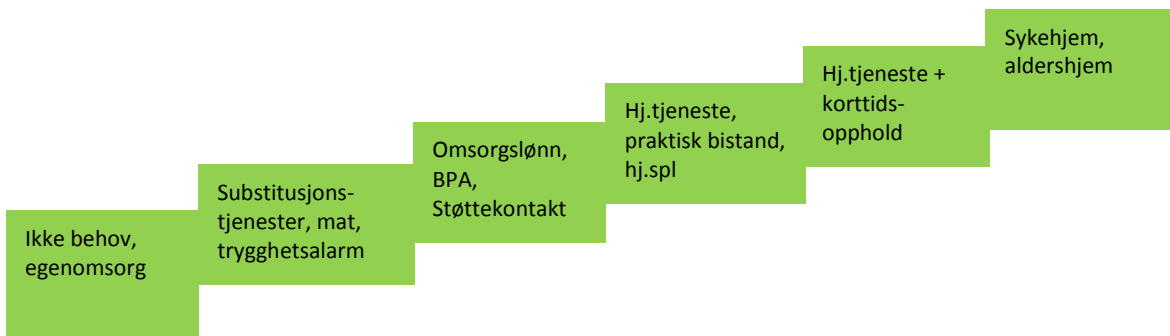 Ikke behov,
egenomsorg
Substitusjons-
tjenester, mat,
trygghetsalarm
Omsorgslønn,
BPA,
Støttekontakt
Hj.tjeneste,
praktisk bistand,
hj.spl
Hj.tjeneste +
korttids-
opphold
Sykehjem,
aldershjem